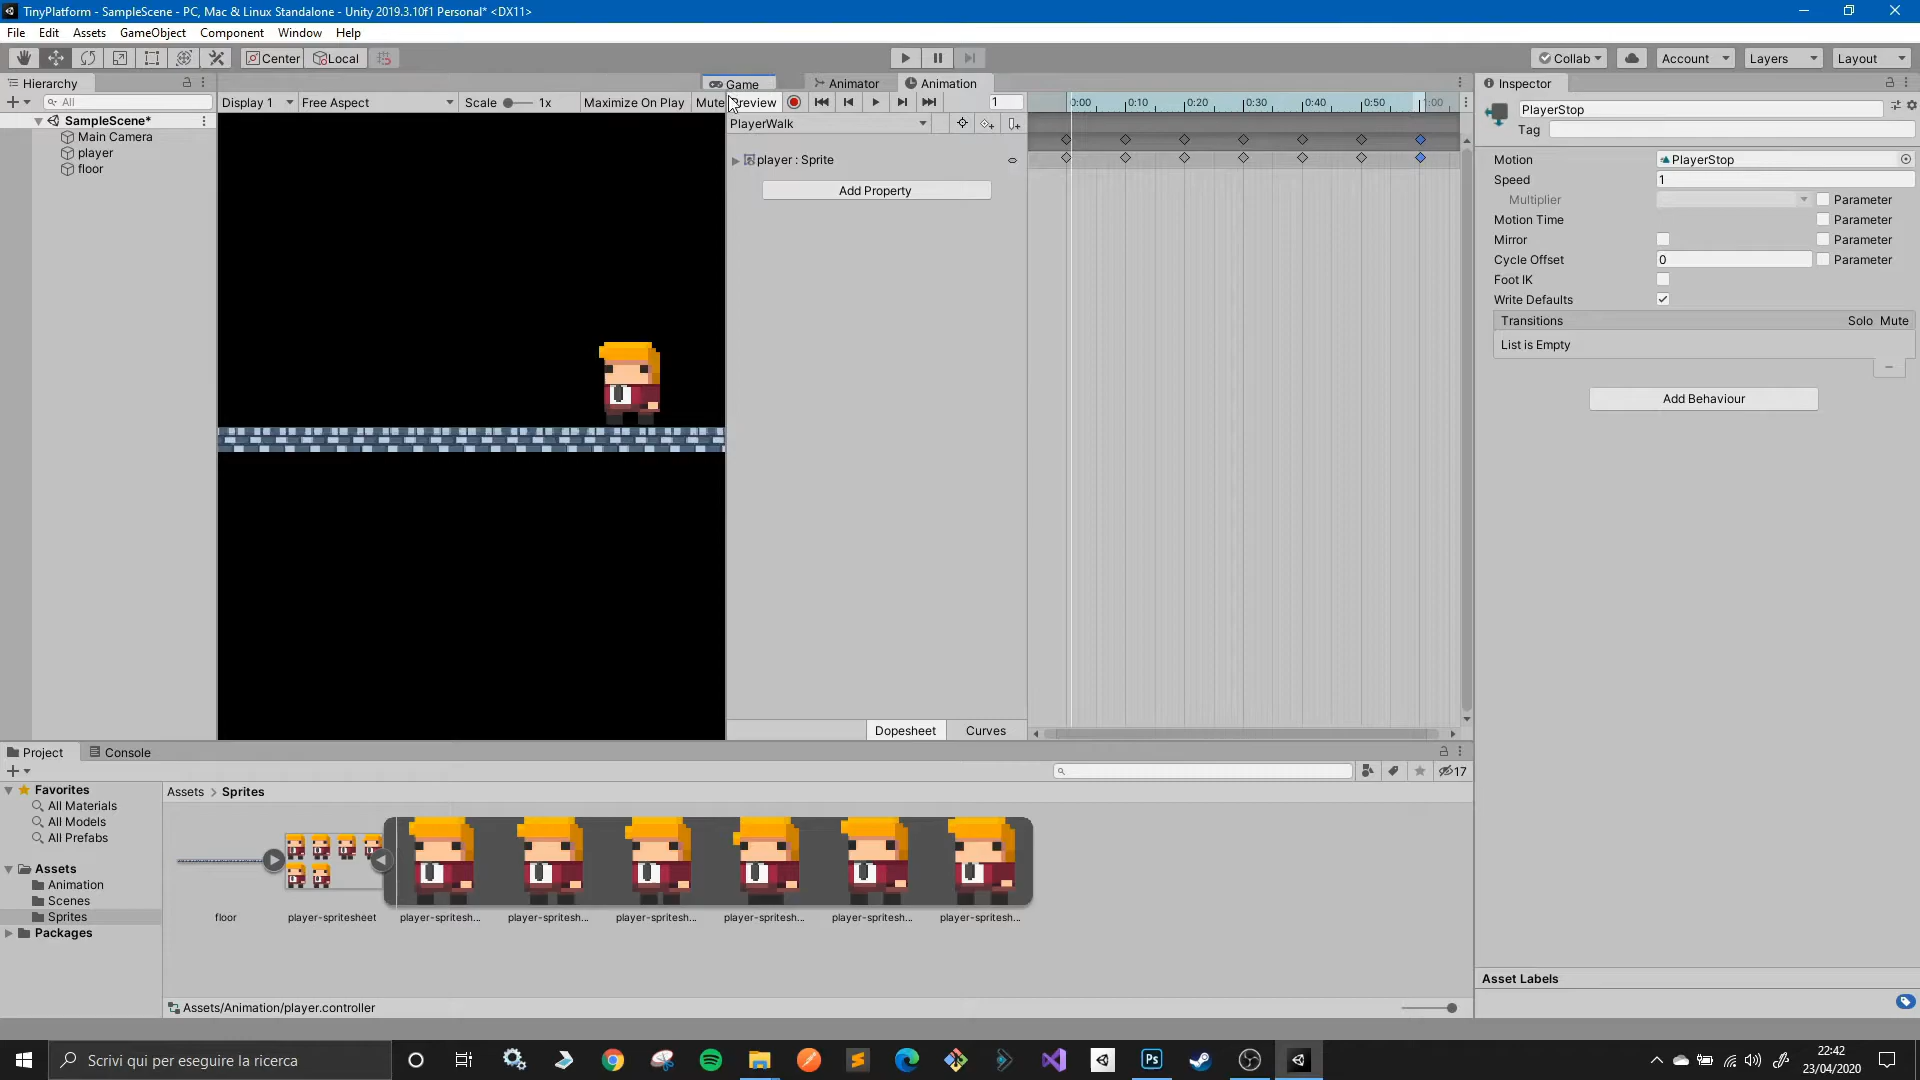 TinyPlatform - SampleScene - PC, Mac & Linux Standalone - Unity 2019.3.10f1 Personal* <DX11>
File Edit Assets GameObject Component Window Help
Center Local Collab Account Layers Layout
Hierarchy Game Animator Animation Inspector
All Display 1 Free Aspect Scale 1x Maximize On Play Mute Preview 1 0:00 0:10 0:20 0:30 0:40 0:50 1:00
PlayerStop
SampleScene*
PlayerWalk
Tag
Main Camera
player
floor
player : Sprite
Add Property
Motion PlayerStop
Speed 1
Multiplier Parameter
Motion Time Parameter
Mirror Parameter
Cycle Offset 0 Parameter
Foot IK
Write Defaults
Transitions Solo Mute
List is Empty
Add Behaviour
Dopesheet Curves
Project Console
17
Favorites
All Materials
All Models
All Prefabs
Assets
Animation
Scenes
Sprites
Packages
Assets > Sprites
floor player-spritesheet player-spritesh... player-spritesh... player-spritesh... player-spritesh... player-spritesh... player-spritesh...
Assets/Animation/player.controller
Asset Labels
Scrivi qui per eseguire la ricerca
Ps
22:42
23/04/2020